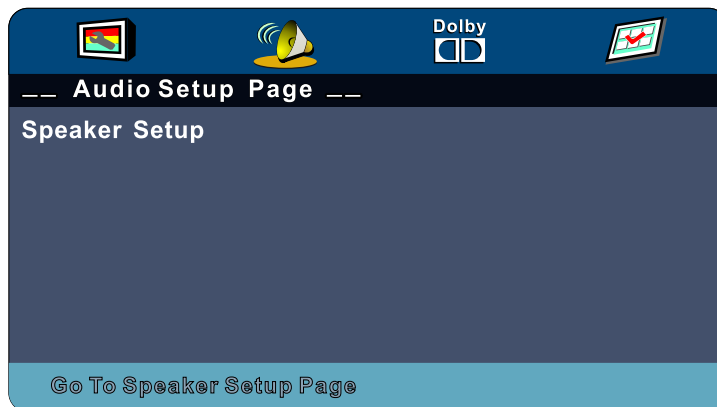 Dolby
__ Audio Setup Page __
Speaker Setup
Go To Speaker Setup Page